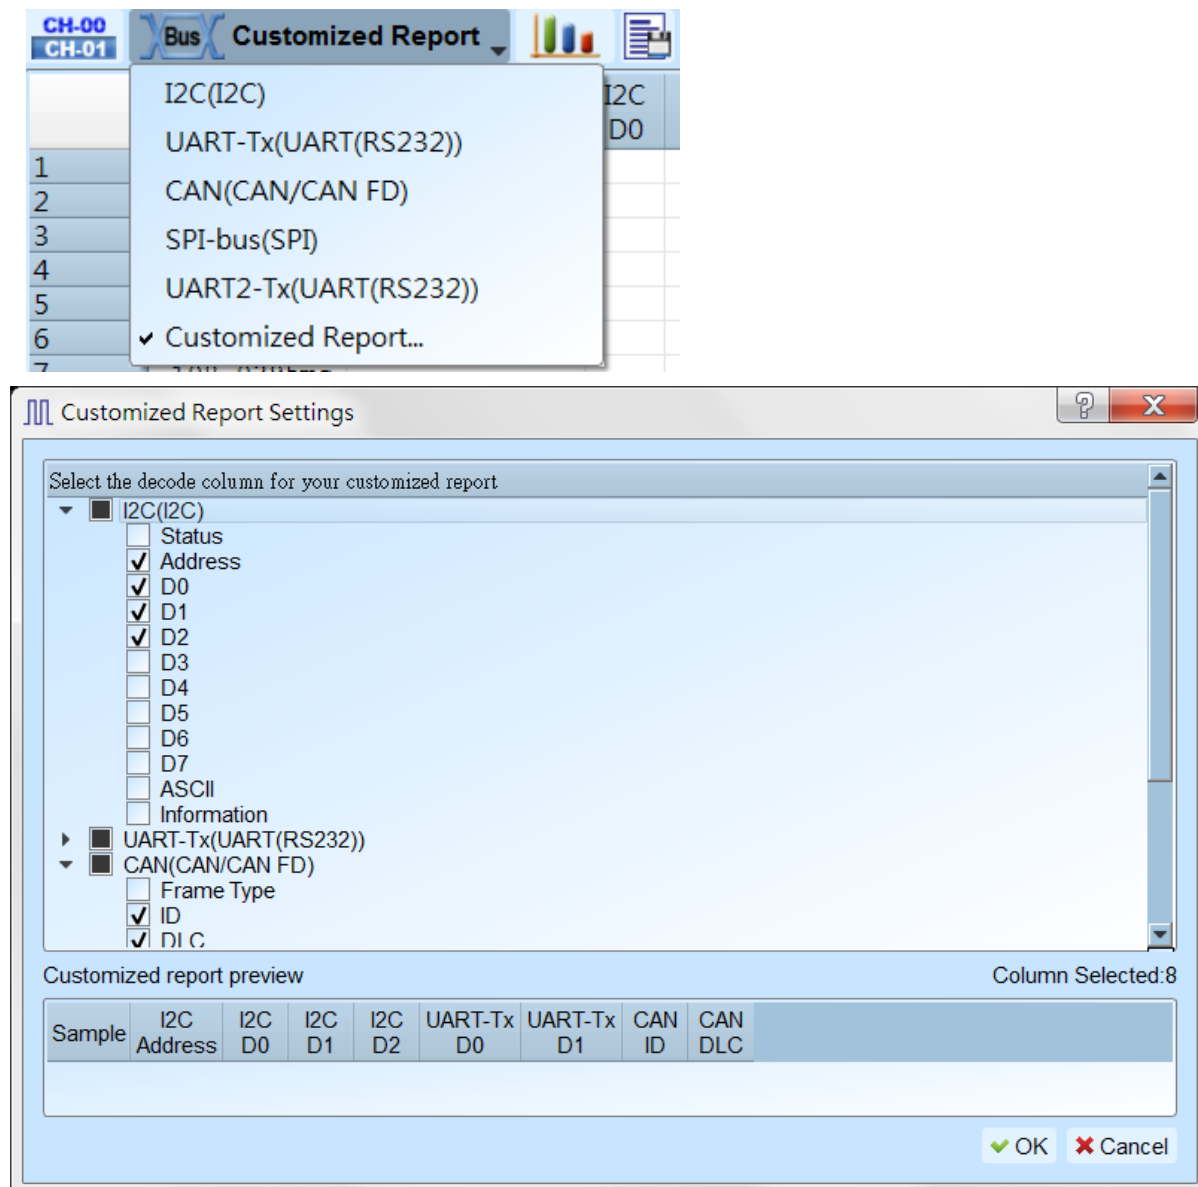 CH-00
CH-01
Bus Customized Report
I2C(I2C)
UART-Tx(UART(RS232))
CAN(CAN/CAN FD)
SPI-bus(SPI)
UART2-Tx(UART(RS232))
Customized Report...
I2C
D0
1
2
3
4
5
6
7
Customized Report Settings
Select the decode column for your customized report
I2C(I2C)
Status
Address
D0
D1
D2
D3
D4
D5
D6
D7
ASCII
Information
UART-Tx(UART(RS232))
CAN(CAN/CAN FD)
Frame Type
ID
DLC
Customized report preview Column Selected:8
Sample I2C Address I2C D0 I2C D1 I2C D2 UART-Tx D0 UART-Tx D1 CAN ID CAN DLC
OK Cancel